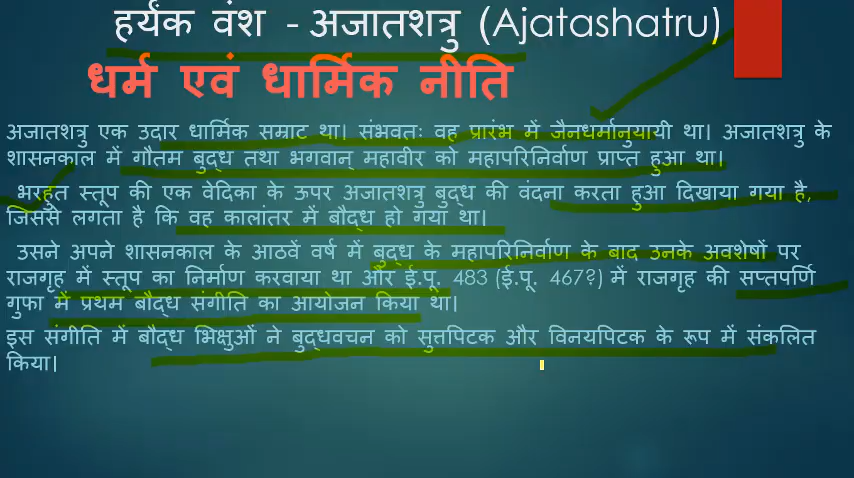 हर्यंक वंश - अजातशत्रु (Ajatashatru)
धर्म एवं धार्मिक नीति
अजातशत्रु एक उदार धार्मिक सम्राट था। संभवतः वह प्रारंभ में जैनधर्मानुयायी था। अजातशत्रु के
शासनकाल में गौतम बुद्ध तथा भगवान् महावीर को महापरिनिर्वाण प्राप्त हुआ था।
भरहुत स्तूप की एक वेदिका के ऊपर अजातशत्रु बुद्ध की वंदना करता हुआ दिखाया गया है,
जिससे लगता है कि वह कालांतर में बौद्ध हो गया था।
उसने अपने शासनकाल के आठवें वर्ष में बुद्ध के महापरिनिर्वाण के बाद उनके अवशेषों पर
राजगृह में स्तूप का निर्माण करवाया था और ई.पू. 483 (ई.पू. 467?) में राजगृह की सप्तपर्णि
गुफा में प्रथम बौद्ध संगीति का आयोजन किया था।
इस संगीति में बौद्ध भिक्षुओं ने बुद्धवचन को सुत्तपिटक और विनयपिटक के रूप में संकलित
किया।